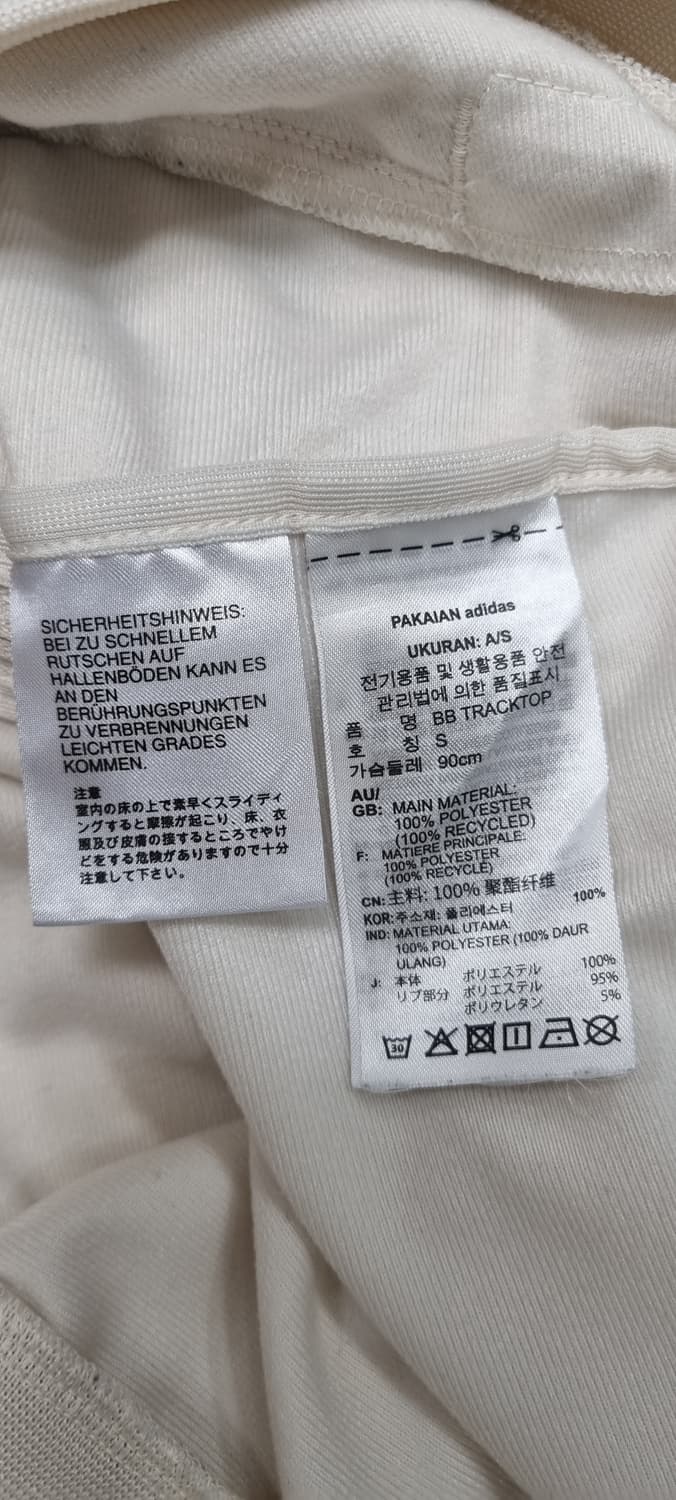 SICHERHEITSHINWEIS:
BEI ZU SCHNELLEM
RUTSCHEN AUF
HALLENBÖDEN KANN ES
AN DEN
BERÜHRUNGSPUNKTEN
ZU VERBRENNUNGEN
LEICHTEN GRADES
KOMMEN.
注意
室内の床の上で素早くスライディ
ングすると摩擦が起こり、床、衣
服及び皮膚の接するところでやけ
どをする危険がありますので十分
注意して下さい。
PAKAIAN adidas
UKURAN: A/S
전기용품 및 생활용품 안전
관리법에 의한 품질표시
품 명 BB TRACKTOP
호 칭 S
가슴둘레 90cm
AU/
GB: MAIN MATERIAL:
100% POLYESTER
(100% RECYCLED)
F: MATIERE PRINCIPALE:
100% POLYESTER
(100% RECYCLE)
CN: 主料: 100% 聚酯纤维
KOR: 주소재: 폴리에스터 100%
IND: MATERIAL UTAMA:
100% POLYESTER (100% DAUR
ULANG)
J: 本体 ポリエステル 100%
リブ部分 ポリエステル 95%
ポリウレタン 5%
30